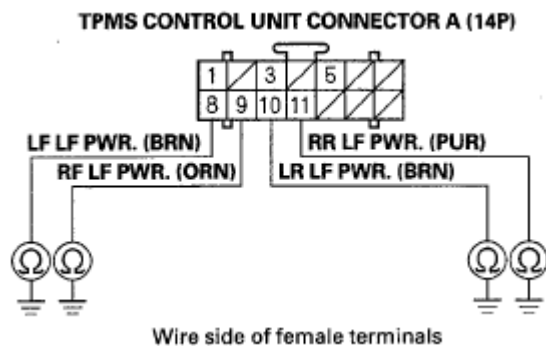 TPMS CONTROL UNIT CONNECTOR A (14P)
1 3 5
8 9 10 11
LF LF PWR. (BRN) RR LF PWR. (PUR)
RF LF PWR. (ORN) LR LF PWR. (BRN)
Ω Ω Ω Ω
Wire side of female terminals